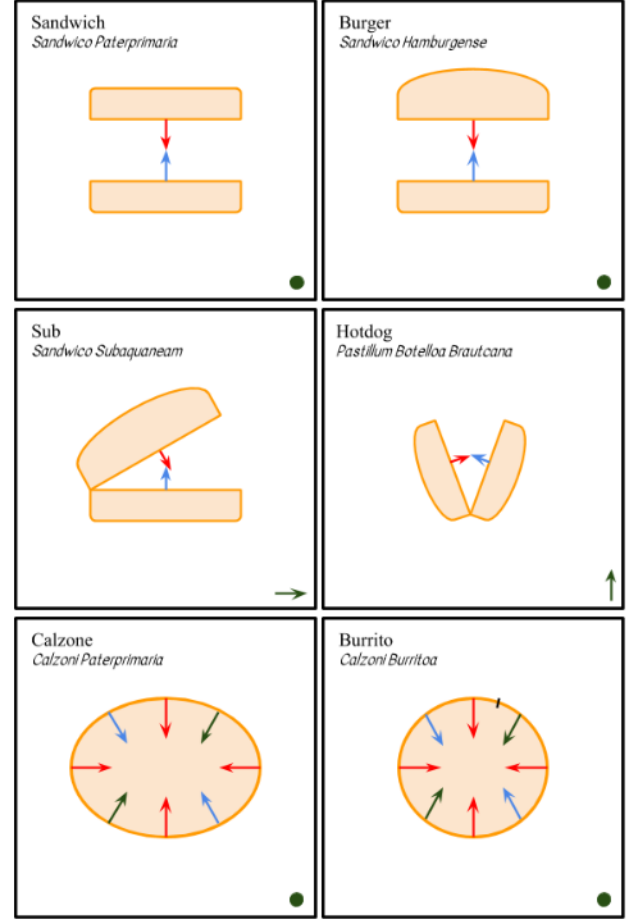 Sandwich
Sandwico Paterprimaria
Burger
Sandwico Hamburgense
Sub
Sandwico Subaquaneam
Hotdog
Pastillum Botelloa Brautcana
Calzone
Calzoni Paterprimaria
Burrito
Calzoni Burritoa